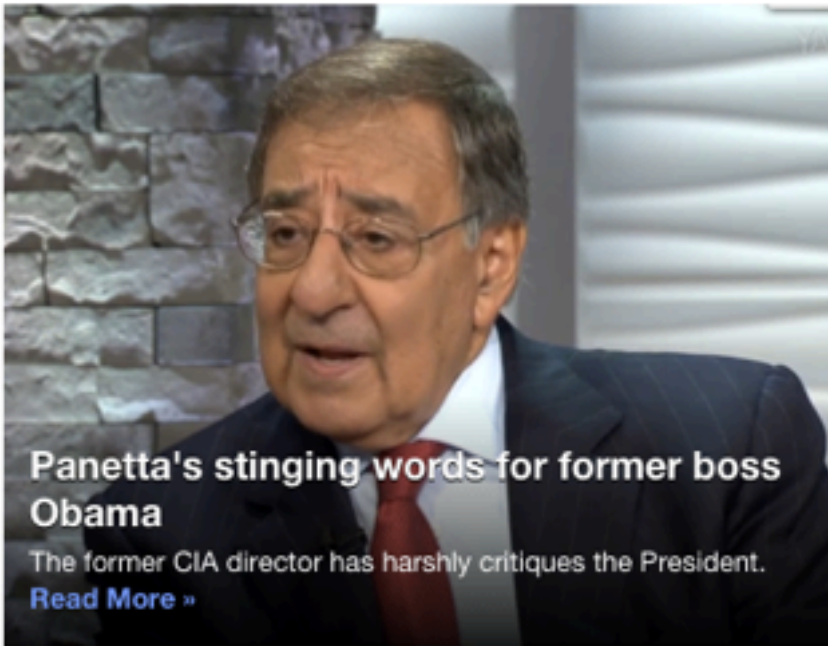 Panetta's stinging words for former boss
Obama
The former CIA director has harshly critiques the President.
Read More »